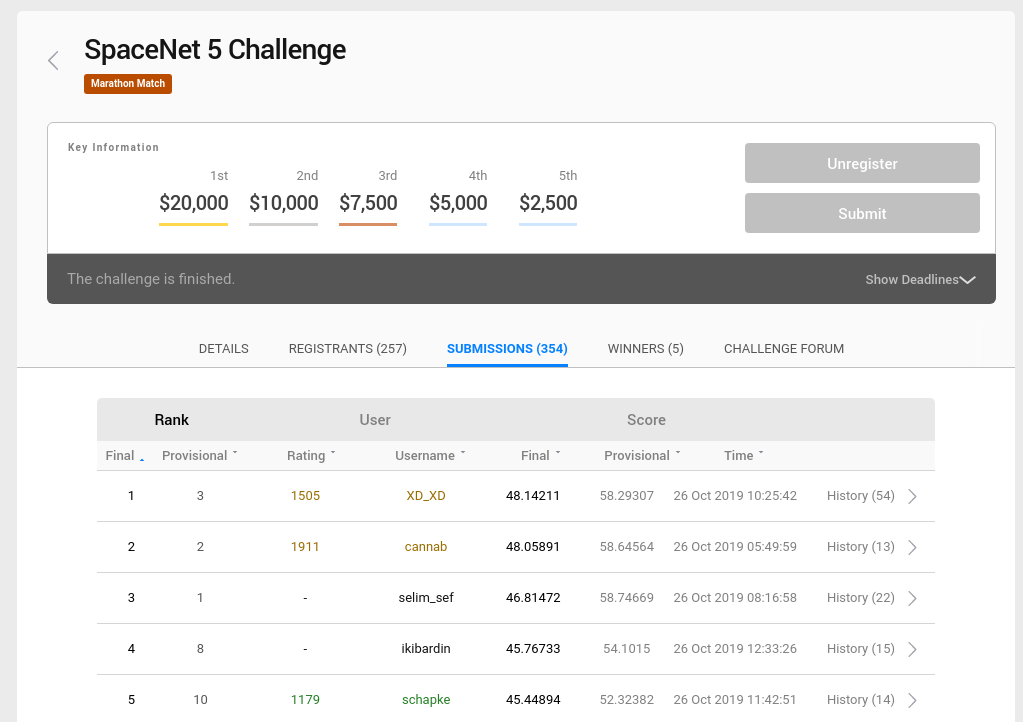 SpaceNet 5 Challenge
Marathon Match
Key Information
1st 2nd 3rd 4th 5th
$20,000 $10,000 $7,500 $5,000 $2,500
Unregister
Submit
The challenge is finished. Show Deadlines
DETAILS REGISTRANTS (257) SUBMISSIONS (354) WINNERS (5) CHALLENGE FORUM
Rank User Score
Final Provisional Rating Username Final Provisional Time
1 3 1505 XD_XD 48.14211 58.29307 26 Oct 2019 10:25:42 History (54)
2 2 1911 cannab 48.05891 58.64564 26 Oct 2019 05:49:59 History (13)
3 1 - selim_sef 46.81472 58.74669 26 Oct 2019 08:16:58 History (22)
4 8 - ikibardin 45.76733 54.1015 26 Oct 2019 12:33:26 History (15)
5 10 1179 schapke 45.44894 52.32382 26 Oct 2019 11:42:51 History (14)